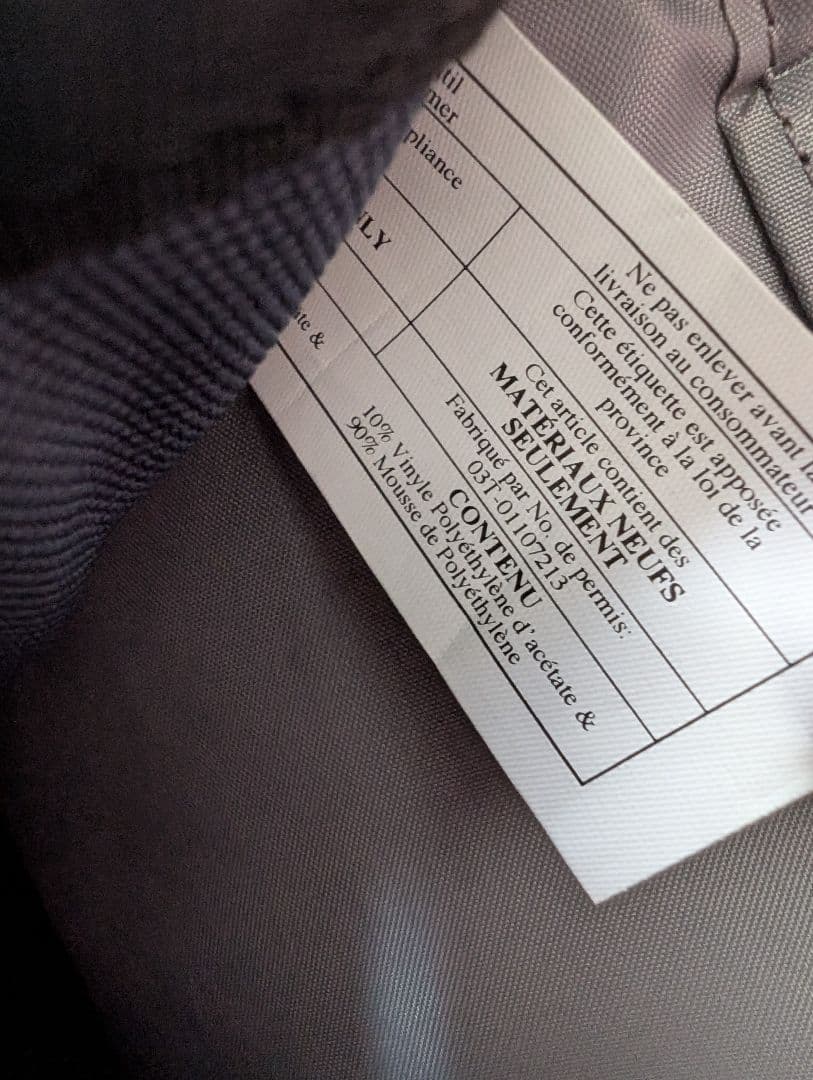 til
mer
pliance
LY
te &
Ne pas enlever avant
livraison au consommateur
Cette étiquette est apposée
conformément à la loi de la
province
Cet article contient des
MATÉRIAUX NEUFS
SEULEMENT
Fabriqué par No. de permis:
03T-01107213
CONTENU
10% Vinyle Polyéthylène d'acétate &
90% Mousse de Polyéthylène